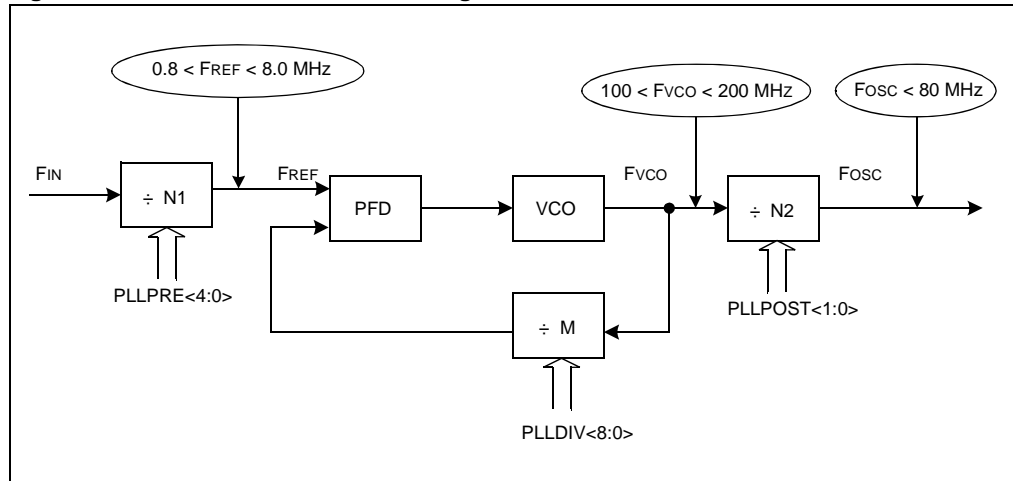 0.8 < FREF < 8.0 MHz
100 < FVCO < 200 MHz
FOSC < 80 MHz
FIN
FREF
FVCO
FOSC
÷ N1
PFD
VCO
÷ N2
PLLPRE<4:0>
÷ M
PLLPOST<1:0>
PLLDIV<8:0>